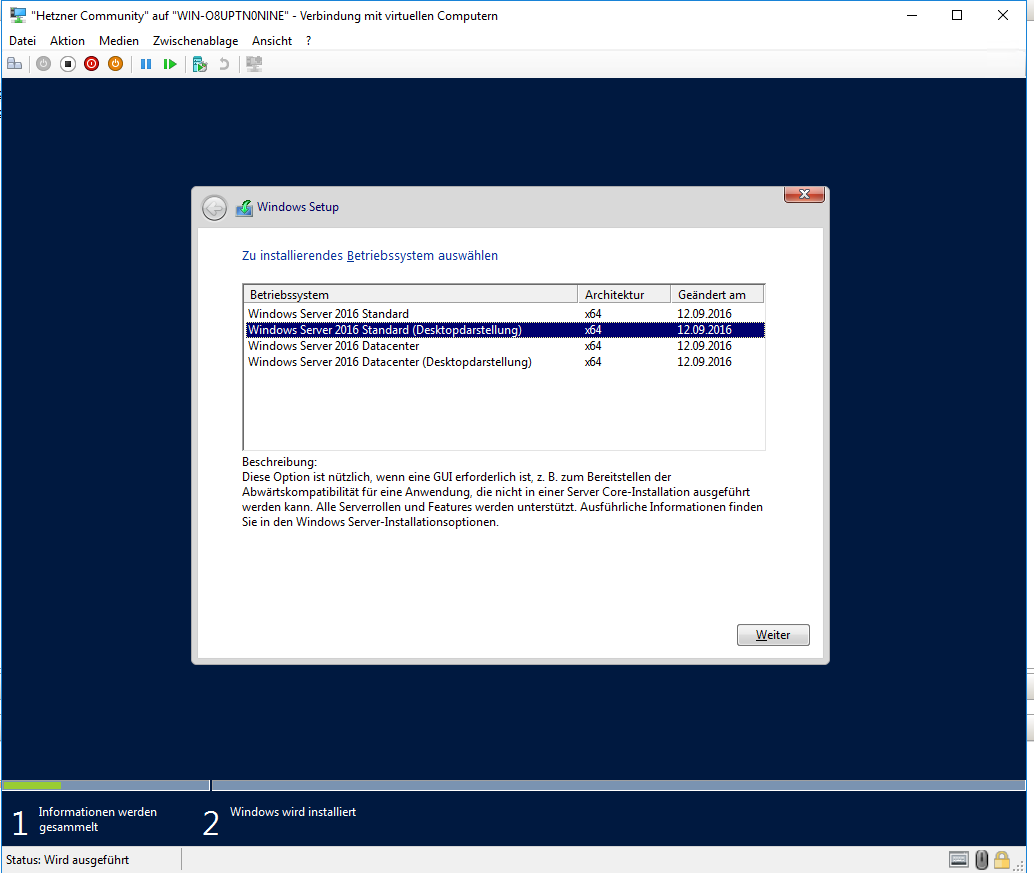 "Hetzner Community" auf "WIN-O8UPTN0NINE" - Verbindung mit virtuellen Computern
Datei Aktion Medien Zwischenablage Ansicht ?
Windows Setup
Zu installierendes Betriebssystem auswählen
Betriebssystem Architektur Geändert am
Windows Server 2016 Standard x64 12.09.2016
Windows Server 2016 Standard (Desktopdarstellung) x64 12.09.2016
Windows Server 2016 Datacenter x64 12.09.2016
Windows Server 2016 Datacenter (Desktopdarstellung) x64 12.09.2016
Beschreibung:
Diese Option ist nützlich, wenn eine GUI erforderlich ist, z. B. zum Bereitstellen der
Abwärtskompatibilität für eine Anwendung, die nicht in einer Server Core-Installation ausgeführt
werden kann. Alle Serverrollen und Features werden unterstützt. Ausführliche Informationen finden
Sie in den Windows Server-Installationsoptionen.
Weiter
1 Informationen werden
gesammelt
2 Windows wird installiert
Status: Wird ausgeführt